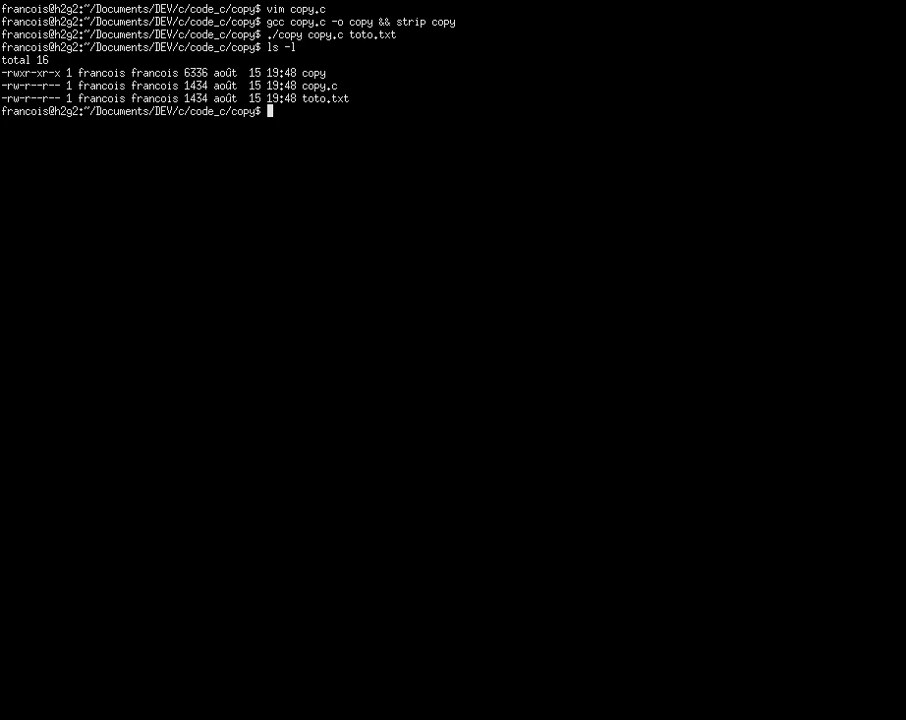 francois@h2g2:~/Documents/DEV/c/code_c/copy$ vim copy.c
francois@h2g2:~/Documents/DEV/c/code_c/copy$ gcc copy.c -o copy && strip copy
francois@h2g2:~/Documents/DEV/c/code_c/copy$ ./copy copy.c toto.txt
francois@h2g2:~/Documents/DEV/c/code_c/copy$ ls -l
total 16
-rwxr-xr-x 1 francois francois 6336 août  15 19:48 copy
-rw-r--r-- 1 francois francois 1434 août  15 19:48 copy.c
-rw-r--r-- 1 francois francois 1434 août  15 19:48 toto.txt
francois@h2g2:~/Documents/DEV/c/code_c/copy$